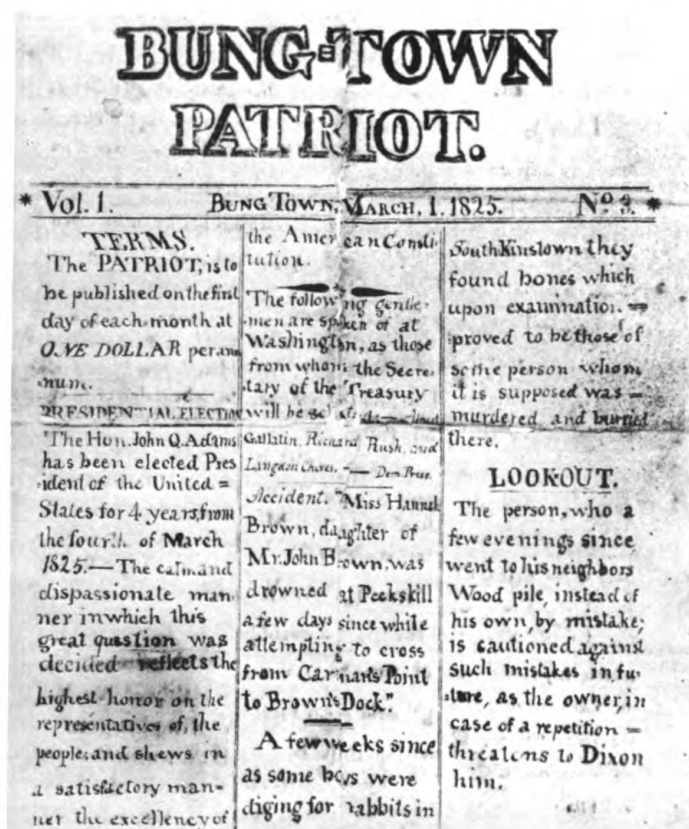 BUNG=TOWN
PATRIOT.
* Vol. 1. BUNG TOWN, MARCH, 1. 1825. No. 3. *
TERMS.
The PATRIOT, is to
be published on the first
day of each month at
ONE DOLLAR per an-
num.
PRESIDENTIAL ELECTION
The Hon. John Q. Adams
has been elected Pres
ident of the United =
States for 4 years, from
the fourth of March
1825.— The calm and
dispassionate man
ner in which this
great question was
decided reflects the
highest honor on the
representatives of, the
people; and shews in
a satisfactory man-
ner the excellency of
the American Consti-
tution.
The following gentle-
men are spoken of at
Washington, as those
from whom the Secre-
tary of the Treasury
will be
Gallatin, Richard Rush, and
Langdon Cheves. — Dem. Press.
Accident. "Miss Hannah
Brown, daughter of
Mr. John Brown, was
drowned at Peekskill
a few days since while
attempting to cross
from Carman's Point
to Brown's Dock".
A few weeks since
as some boys were
diging for rabbits in
South Kinstown they
found bones which
upon examination =
proved to be those of
some person whom
it is supposed was =
murdered and burried
there.
LOOKOUT.
The person, who a
few evenings since
went to his neighbors
Wood pile, instead of
his own, by mistake;
is cautioned against
such mistakes in fu-
ture, as the owner, in
case of a repetition =
threatens to Dixon
him.